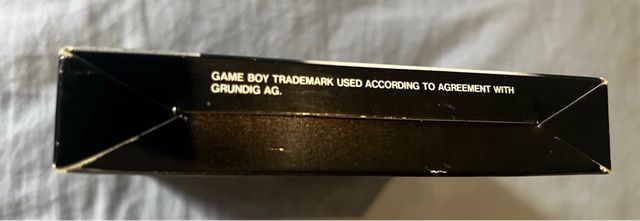 GAME BOY TRADEMARK USED ACCORDING TO AGREEMENT WITH
GRUNDIG AG.